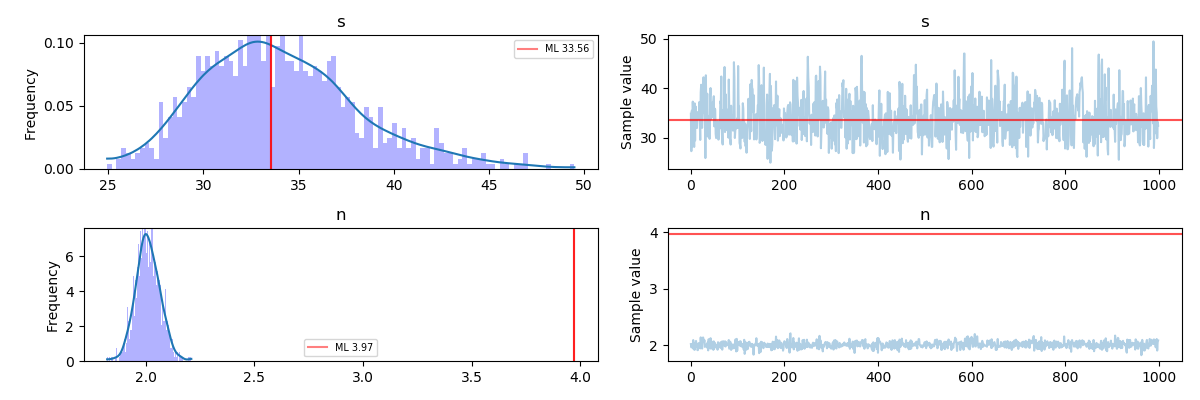 s
Frequency
0.10
0.05
0.00
25 30 35 40 45 50
ML 33.56
s
Sample value
50
40
30
0 200 400 600 800 1000
n
Frequency
6
4
2
0
2.0 2.5 3.0 3.5 4.0
ML 3.97
n
Sample value
4
3
2
0 200 400 600 800 1000